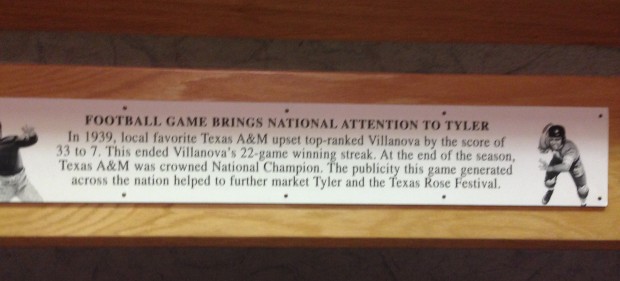 FOOTBALL GAME BRINGS NATIONAL ATTENTION TO TYLER
In 1939, local favorite Texas A&M upset top-ranked Villanova by the score of
33 to 7. This ended Villanova's 22-game winning streak. At the end of the season,
Texas A&M was crowned National Champion. The publicity this game generated
across the nation helped to further market Tyler and the Texas Rose Festival.